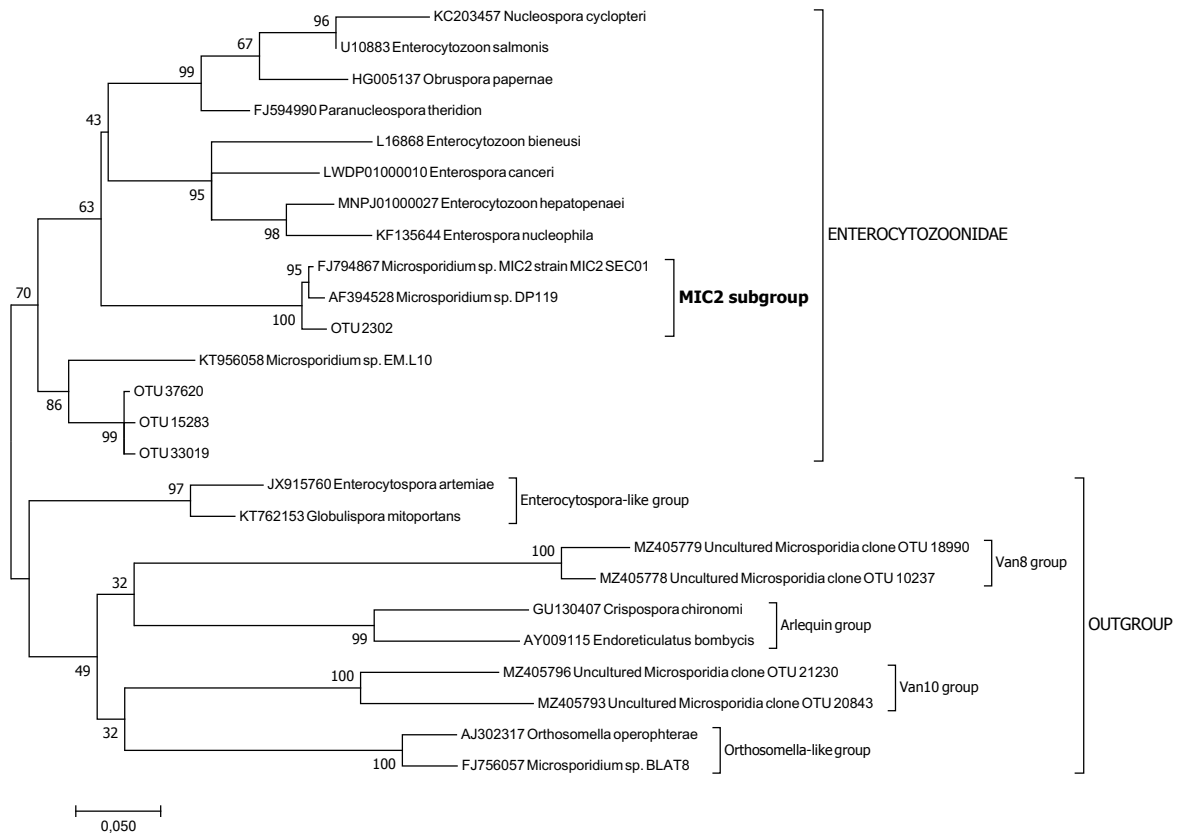 KC203457 Nucleospora cyclopteri
96
U10883 Enterocytozoon salmonis
67
HG005137 Obruspora papernae
99
FJ594990 Paranucleospora theridion
43
L16868 Enterocytozoon bieneusi
LWDP01000010 Enterospora canceri
95
MNPJ01000027 Enterocytozoon hepatopenaei
63
98
KF135644 Enterospora nucleophila
ENTEROCYTOZOONIDAE
95
FJ794867 Microsporidium sp. MIC2 strain MIC2 SEC01
70
AF394528 Microsporidium sp. DP119
MIC2 subgroup
100
OTU 2302
KT956058 Microsporidium sp. EM.L10
OTU 37620
86
OTU 15283
99
OTU 33019
97
JX915760 Enterocytospora artemiae
Enterocytospora-like group
KT762153 Globulispora mitoportans
100
MZ405779 Uncultured Microsporidia clone OTU 18990
Van8 group
32
MZ405778 Uncultured Microsporidia clone OTU 10237
GU130407 Crispospora chironomi
Arlequin group
OUTGROUP
99
AY009115 Endoreticulatus bombycis
49
100
MZ405796 Uncultured Microsporidia clone OTU 21230
Van10 group
MZ405793 Uncultured Microsporidia clone OTU 20843
32
AJ302317 Orthosomella operophterae
Orthosomella-like group
100
FJ756057 Microsporidium sp. BLAT8
0,050